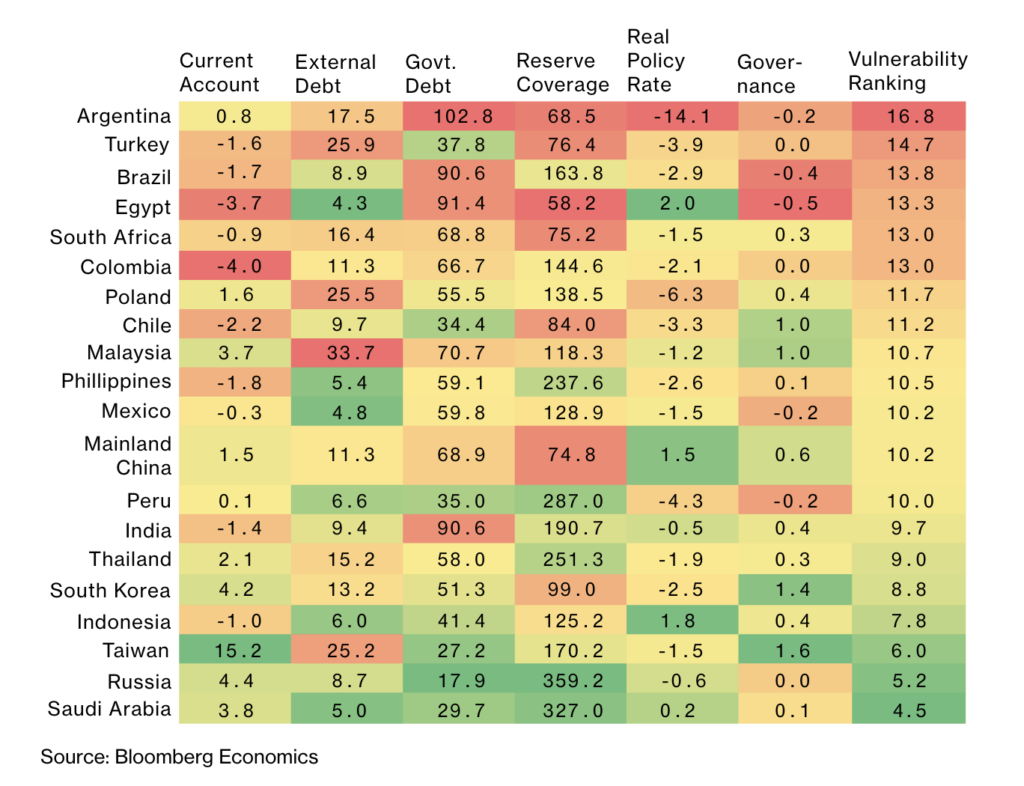 Current Account External Debt Govt. Debt Reserve Coverage Real Policy Rate Gover-nance Vulnerability Ranking
Argentina 0.8 17.5 102.8 68.5 -14.1 -0.2 16.8
Turkey -1.6 25.9 37.8 76.4 -3.9 0.0 14.7
Brazil -1.7 8.9 90.6 163.8 -2.9 -0.4 13.8
Egypt -3.7 4.3 91.4 58.2 2.0 -0.5 13.3
South Africa -0.9 16.4 68.8 75.2 -1.5 0.3 13.0
Colombia -4.0 11.3 66.7 144.6 -2.1 0.0 13.0
Poland 1.6 25.5 55.5 138.5 -6.3 0.4 11.7
Chile -2.2 9.7 34.4 84.0 -3.3 1.0 11.2
Malaysia 3.7 33.7 70.7 118.3 -1.2 1.0 10.7
Phillippines -1.8 5.4 59.1 237.6 -2.6 0.1 10.5
Mexico -0.3 4.8 59.8 128.9 -1.5 -0.2 10.2
Mainland China 1.5 11.3 68.9 74.8 1.5 0.6 10.2
Peru 0.1 6.6 35.0 287.0 -4.3 -0.2 10.0
India -1.4 9.4 90.6 190.7 -0.5 0.4 9.7
Thailand 2.1 15.2 58.0 251.3 -1.9 0.3 9.0
South Korea 4.2 13.2 51.3 99.0 -2.5 1.4 8.8
Indonesia -1.0 6.0 41.4 125.2 1.8 0.4 7.8
Taiwan 15.2 25.2 27.2 170.2 -1.5 1.6 6.0
Russia 4.4 8.7 17.9 359.2 -0.6 0.0 5.2
Saudi Arabia 3.8 5.0 29.7 327.0 0.2 0.1 4.5
Source: Bloomberg Economics